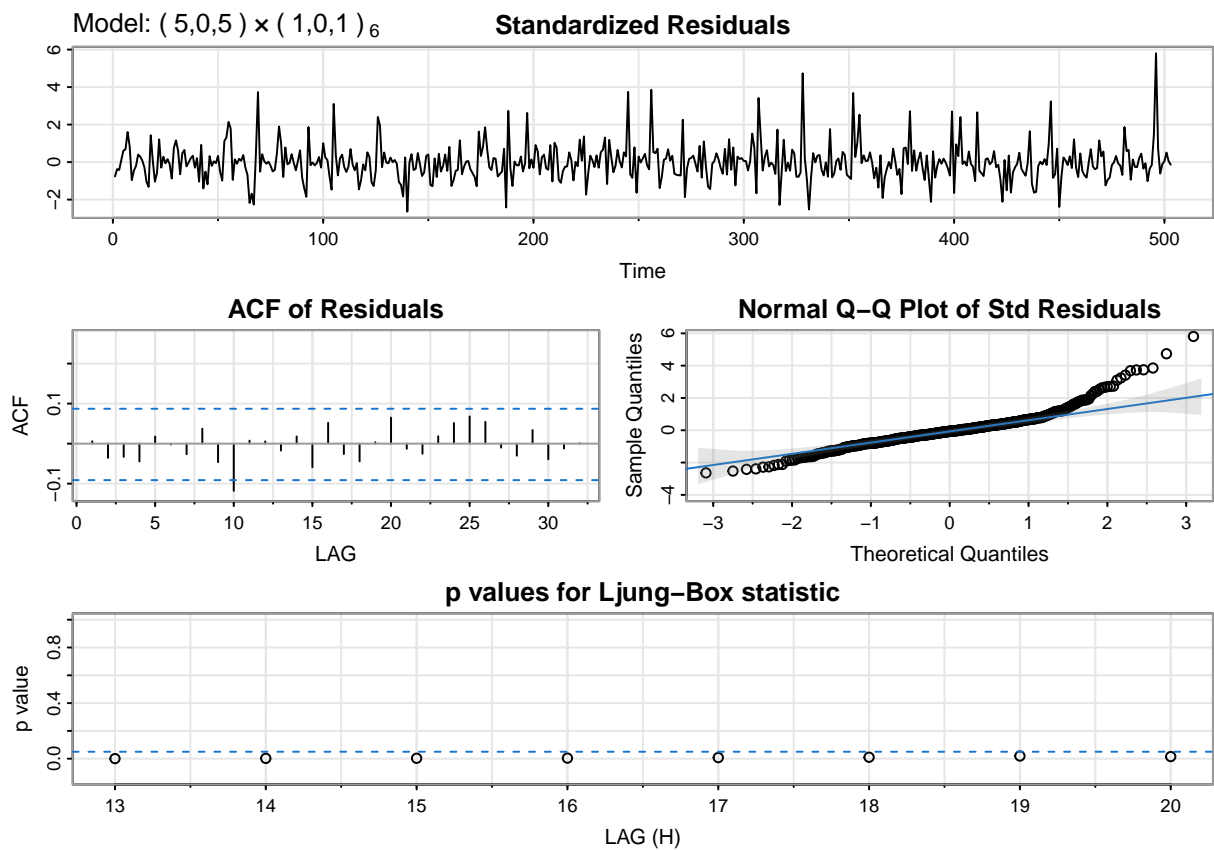 Model: ( 5,0,5 ) × ( 1,0,1 ) 6
Standardized Residuals
6
4
2
0
−2
0 100 200 300 400 500
Time
ACF of Residuals
ACF
0.1
−0.1
0 5 10 15 20 25 30
LAG
Normal Q−Q Plot of Std Residuals
Sample Quantiles
6
4
2
0
−4
−3 −2 −1 0 1 2 3
Theoretical Quantiles
p values for Ljung−Box statistic
p value
0.8
0.4
0.0
13 14 15 16 17 18 19 20
LAG (H)